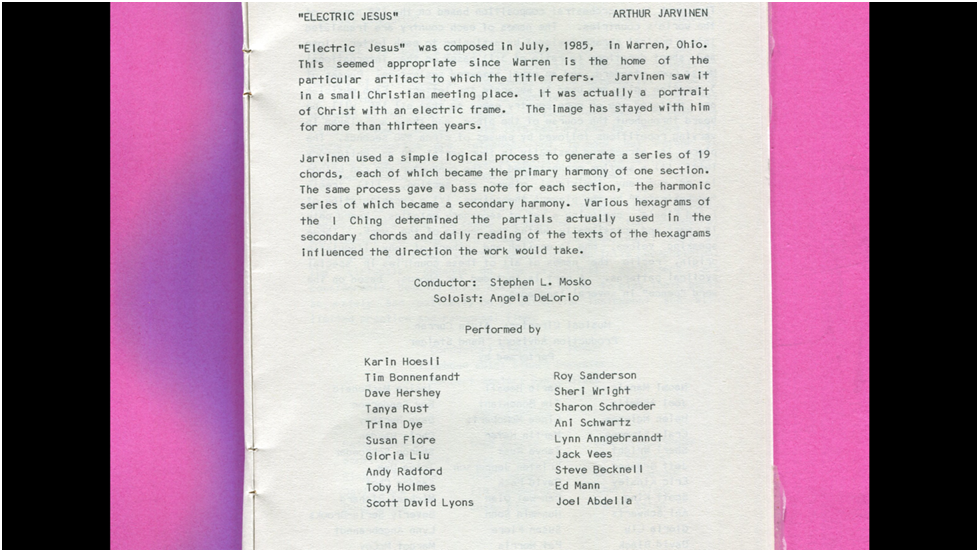 "ELECTRIC JESUS" ARTHUR JARVINEN
"Electric Jesus" was composed in July, 1985, in Warren, Ohio.
This seemed appropriate since Warren is the home of the
particular artifact to which the title refers. Jarvinen saw it
in a small Christian meeting place. It was actually a portrait
of Christ with an electric frame. The image has stayed with him
for more than thirteen years.
Jarvinen used a simple logical process to generate a series of 19
chords, each of which became the primary harmony of one section.
The same process gave a bass note for each section, the harmonic
series of which became a secondary harmony. Various hexagrams of
the I Ching determined the partials actually used in the
secondary chords and daily reading of the texts of the hexagrams
influenced the direction the work would take.
Conductor: Stephen L. Mosko
Soloist: Angela DeLorio
Performed by
Karin Hoesli
Tim Bonnenfandt
Dave Hershey
Tanya Rust
Trina Dye
Susan Fiore
Gloria Liu
Andy Radford
Toby Holmes
Scott David Lyons
Roy Sanderson
Sheri Wright
Sharon Schroeder
Ani Schwartz
Lynn Anngebranndt
Jack Vees
Steve Becknell
Ed Mann
Joel Abdella